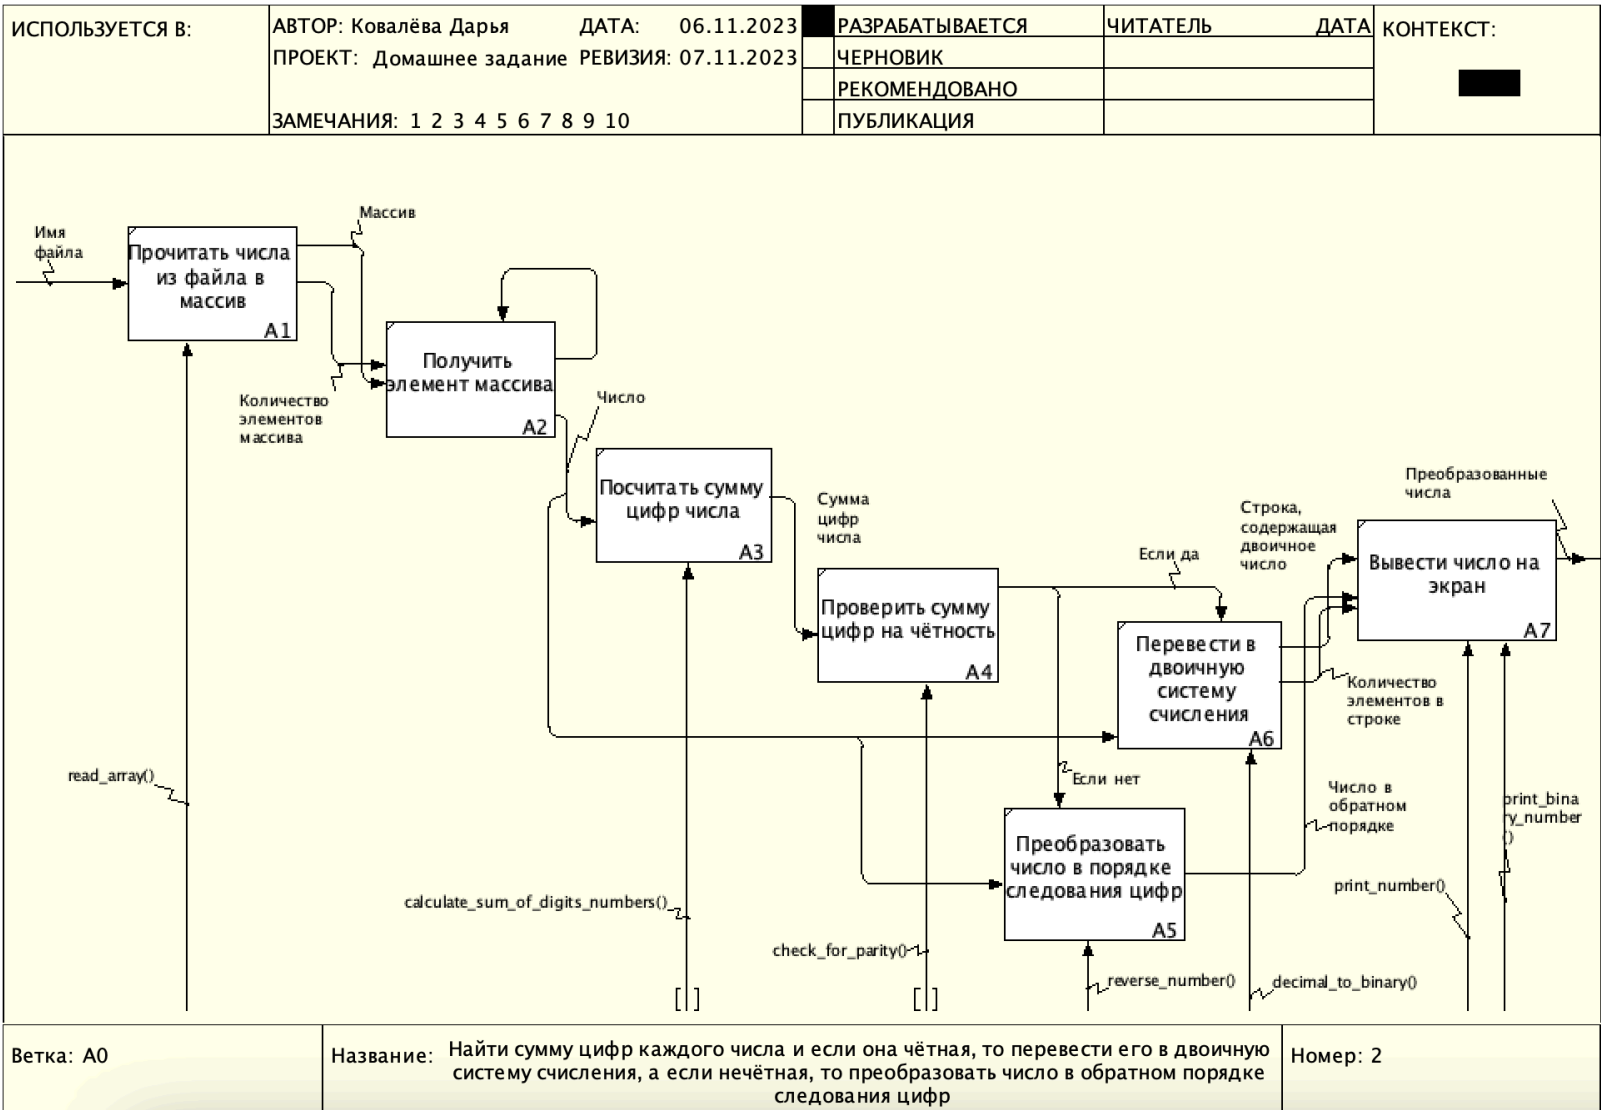 ИСПОЛЬЗУЕТСЯ В:
АВТОР: Ковалёва Дарья
ДАТА: 06.11.2023
ПРОЕКТ: Домашнее задание
РЕВИЗИЯ: 07.11.2023
ЗАМЕЧАНИЯ: 1 2 3 4 5 6 7 8 9 10
РАЗРАБАТЫВАЕТСЯ
ЧЕРНОВИК
РЕКОМЕНДОВАНО
ПУБЛИКАЦИЯ
ЧИТАТЕЛЬ
ДАТА
КОНТЕКСТ:
Имя
файла
Прочитать числа
из файла в
массив
A1
Массив
Количество
элементов
массива
Получить
элемент массива
A2
Число
Посчитать сумму
цифр числа
A3
Сумма
цифр
числа
Проверить сумму
цифр на чётность
A4
Если да
Если нет
Перевести в
двоичную
систему
счисления
A6
Строка,
содержащая
двоичное
число
Преобразованные
числа
Вывести число на
экран
A7
Количество
элементов в
строке
Число в
обратном
порядке
Преобразовать
число в порядке
следования цифр
A5
read_array()
calculate_sum_of_digits_numbers()
check_for_parity()
reverse_number()
decimal_to_binary()
print_number()
print_bina
ry_number
()
Ветка: A0
Название:
Найти сумму цифр каждого числа и если она чётная, то перевести его в двоичную
систему счисления, а если нечётная, то преобразовать число в обратном порядке
следования цифр
Номер: 2